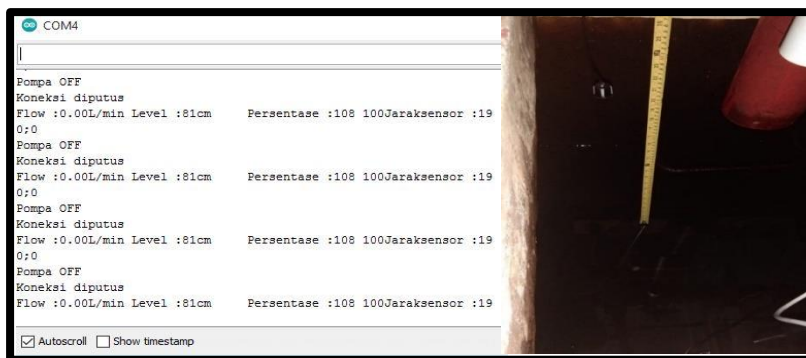 COM4
Pompa OFF
Koneksi diputus
Flow :0.00L/min Level :81cm Persentase :108 100Jaraksensor :19
0;0
Pompa OFF
Koneksi diputus
Flow :0.00L/min Level :81cm Persentase :108 100Jaraksensor :19
0;0
Pompa OFF
Koneksi diputus
Flow :0.00L/min Level :81cm Persentase :108 100Jaraksensor :19
0;0
Pompa OFF
Koneksi diputus
Flow :0.00L/min Level :81cm Persentase :108 100Jaraksensor :19
Autoscroll Show timestamp